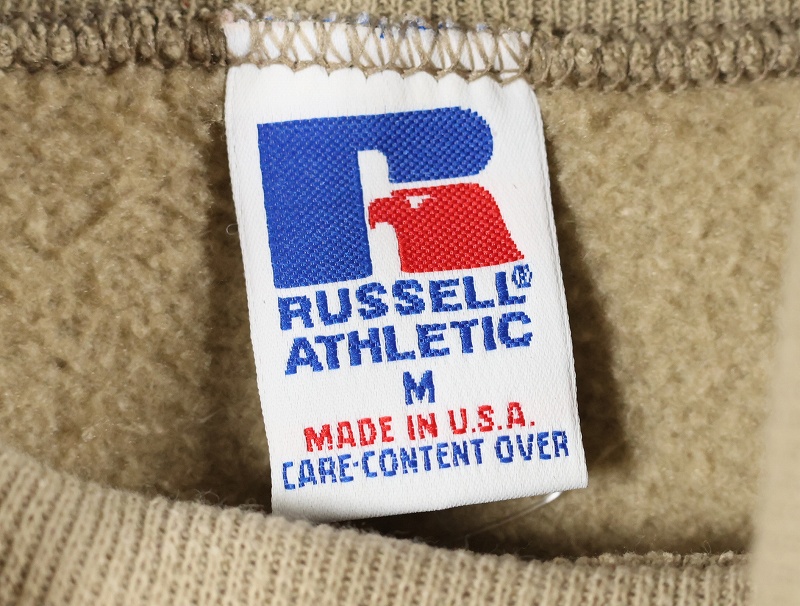 RUSSELL®
ATHLETIC
M
MADE IN U.S.A.
CARE-CONTENT OVER